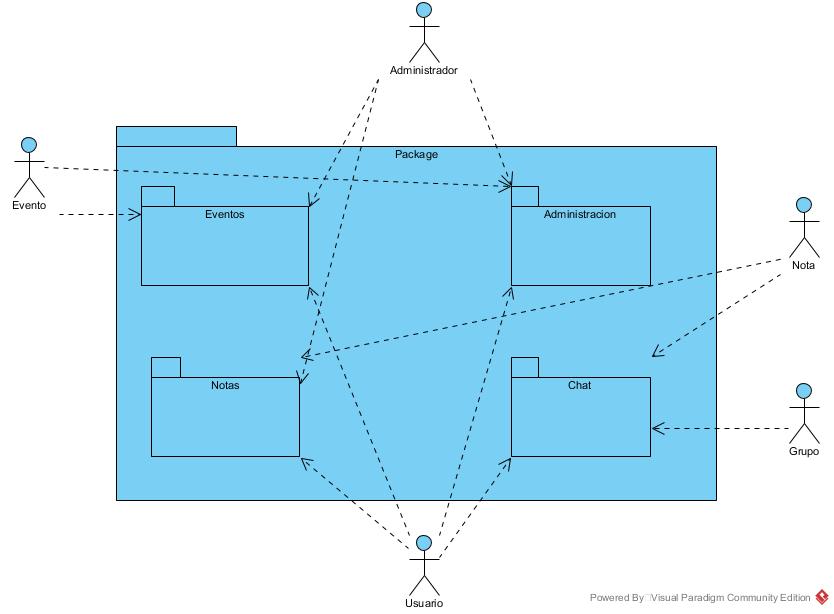 Administrador
Package
Evento
Eventos
Administracion
Nota
Notas
Chat
Grupo
Usuario
Powered By Visual Paradigm Community Edition